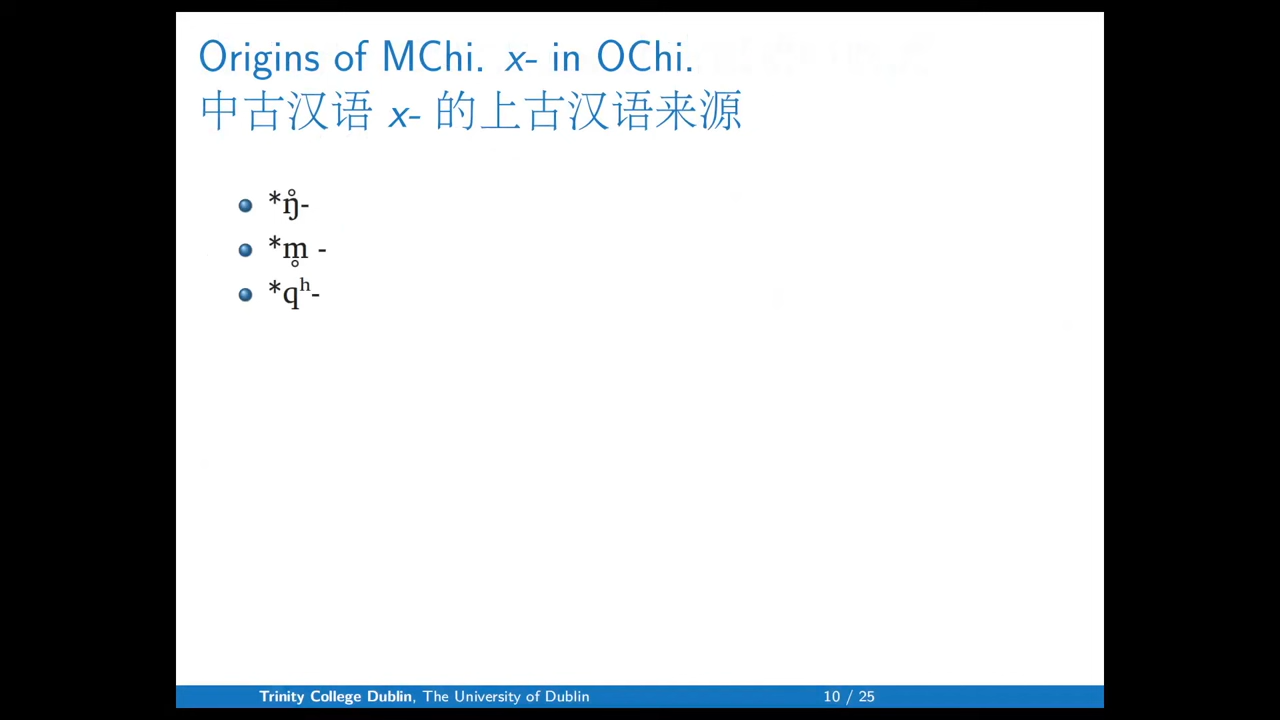 Origins of MChi. x- in OChi.
中古汉语 x- 的上古汉语来源
*ŋ̊-
*m̥ -
*qʰ-
Trinity College Dublin, The University of Dublin 10 / 25